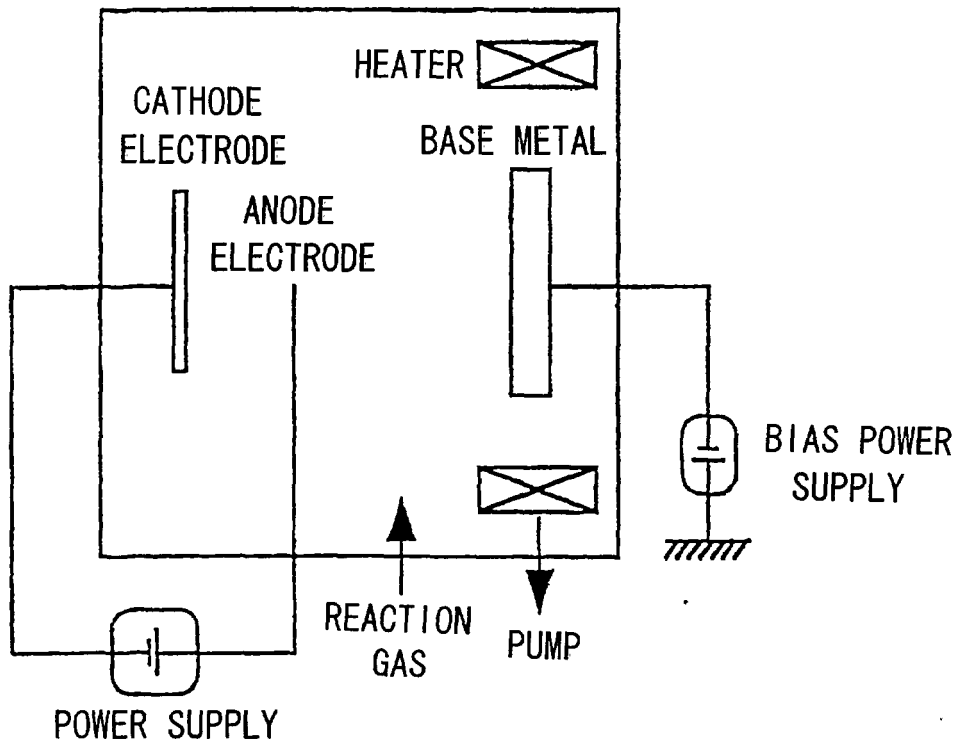 HEATER
CATHODE
ELECTRODE
BASE METAL
ANODE
ELECTRODE
BIAS POWER
SUPPLY
REACTION
GAS
PUMP
POWER SUPPLY